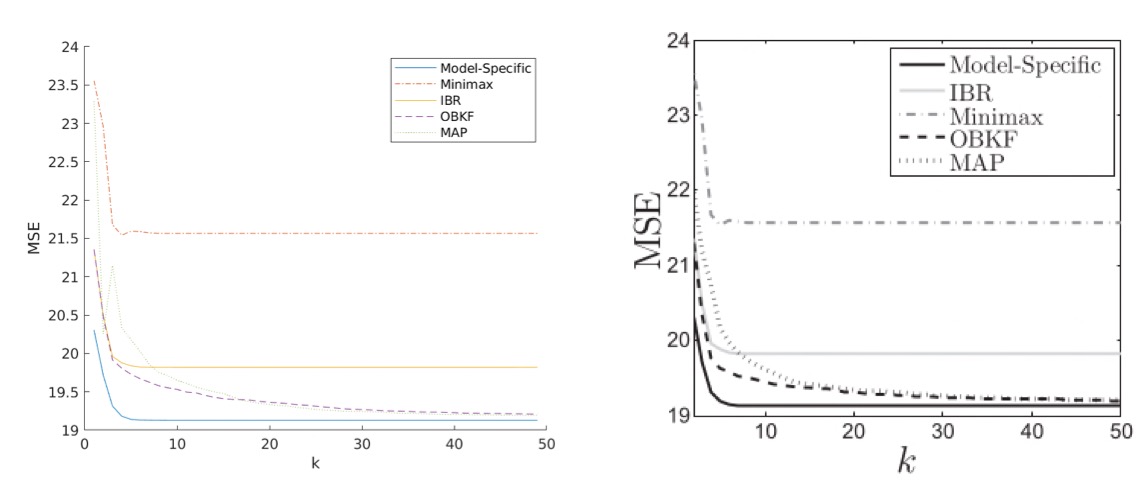 24
23.5
23
22.5
22
21.5
21
20.5
20
19.5
19
MSE
0 10 20 30 40 50
k
Model-Specific
Minimax
IBR
OBKF
MAP
24
23
22
21
20
19
MSE
10 20 30 40 50
k
Model-Specific
IBR
Minimax
OBKF
MAP